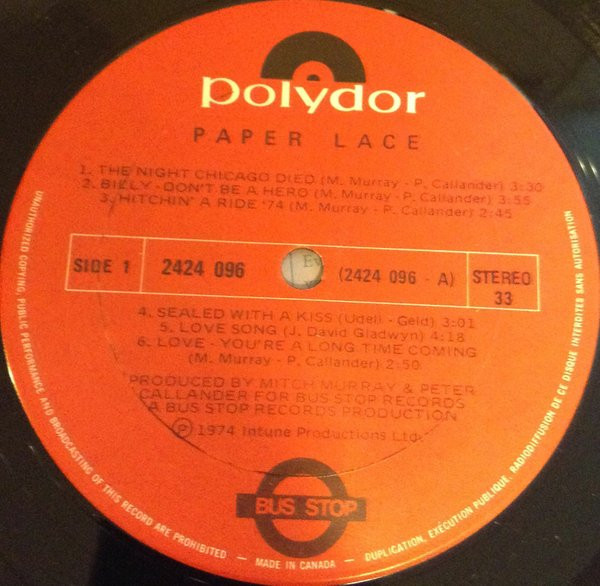 polydor
PAPER LACE
1. THE NIGHT CHICAGO DIED (M. Murray - P. Callander) 3:30
2. BILLY - DON'T BE A HERO (M. Murray - P. Callander) 3:55
3. HITCHIN' A RIDE '74 (M. Murray - P. Callander) 2:45
SIDE 1 2424 096 (2424 096 - A) STEREO
33
4. SEALED WITH A KISS (Udell - Geld) 3:01
5. LOVE SONG (J. David Gladwyn) 4:18
6. LOVE - YOU'RE A LONG TIME COMING
(M. Murray - P. Callander) 2:50
PRODUCED BY MITCH MURRAY & PETER
CALLANDER FOR BUS STOP RECORDS
A BUS STOP RECORDS PRODUCTION
℗ 1974 Intune Productions Ltd.
BUS STOP
UNAUTHORIZED COPYING, PUBLIC PERFORMANCE AND BROADCASTING OF THIS RECORD ARE PROHIBITED - MADE IN CANADA - DUPLICATION, EXÉCUTION PUBLIQUE, RADIODIFFUSION DE CE DISQUE INTERDITES SANS AUTORISATION